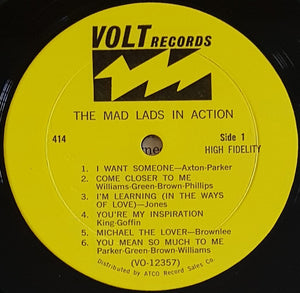 VOLT RECORDS
THE MAD LADS IN ACTION
414
Side 1
HIGH FIDELITY
1. I WANT SOMEONE—Axton-Parker
2. COME CLOSER TO ME
Williams-Green-Brown-Phillips
3. I'M LEARNING (IN THE WAYS
OF LOVE)—Jones
4. YOU'RE MY INSPIRATION
King-Goffin
5. MICHAEL THE LOVER—Brownlee
6. YOU MEAN SO MUCH TO ME
Parker-Green-Brown-Williams
(VO-12357)
Distributed by ATCO Record Sales Co.